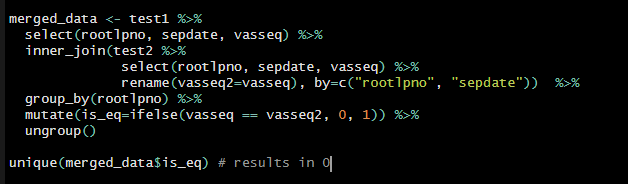 merged_data <- test1 %>%
  select(rootlpno, sepdate, vasseq) %>%
  inner_join(test2 %>%
               select(rootlpno, sepdate, vasseq) %>%
               rename(vasseq2=vasseq), by=c("rootlpno", "sepdate"))  %>%
  group_by(rootlpno) %>%
  mutate(is_eq=ifelse(vasseq == vasseq2, 0, 1)) %>%
  ungroup()
unique(merged_data$is_eq) # results in 0